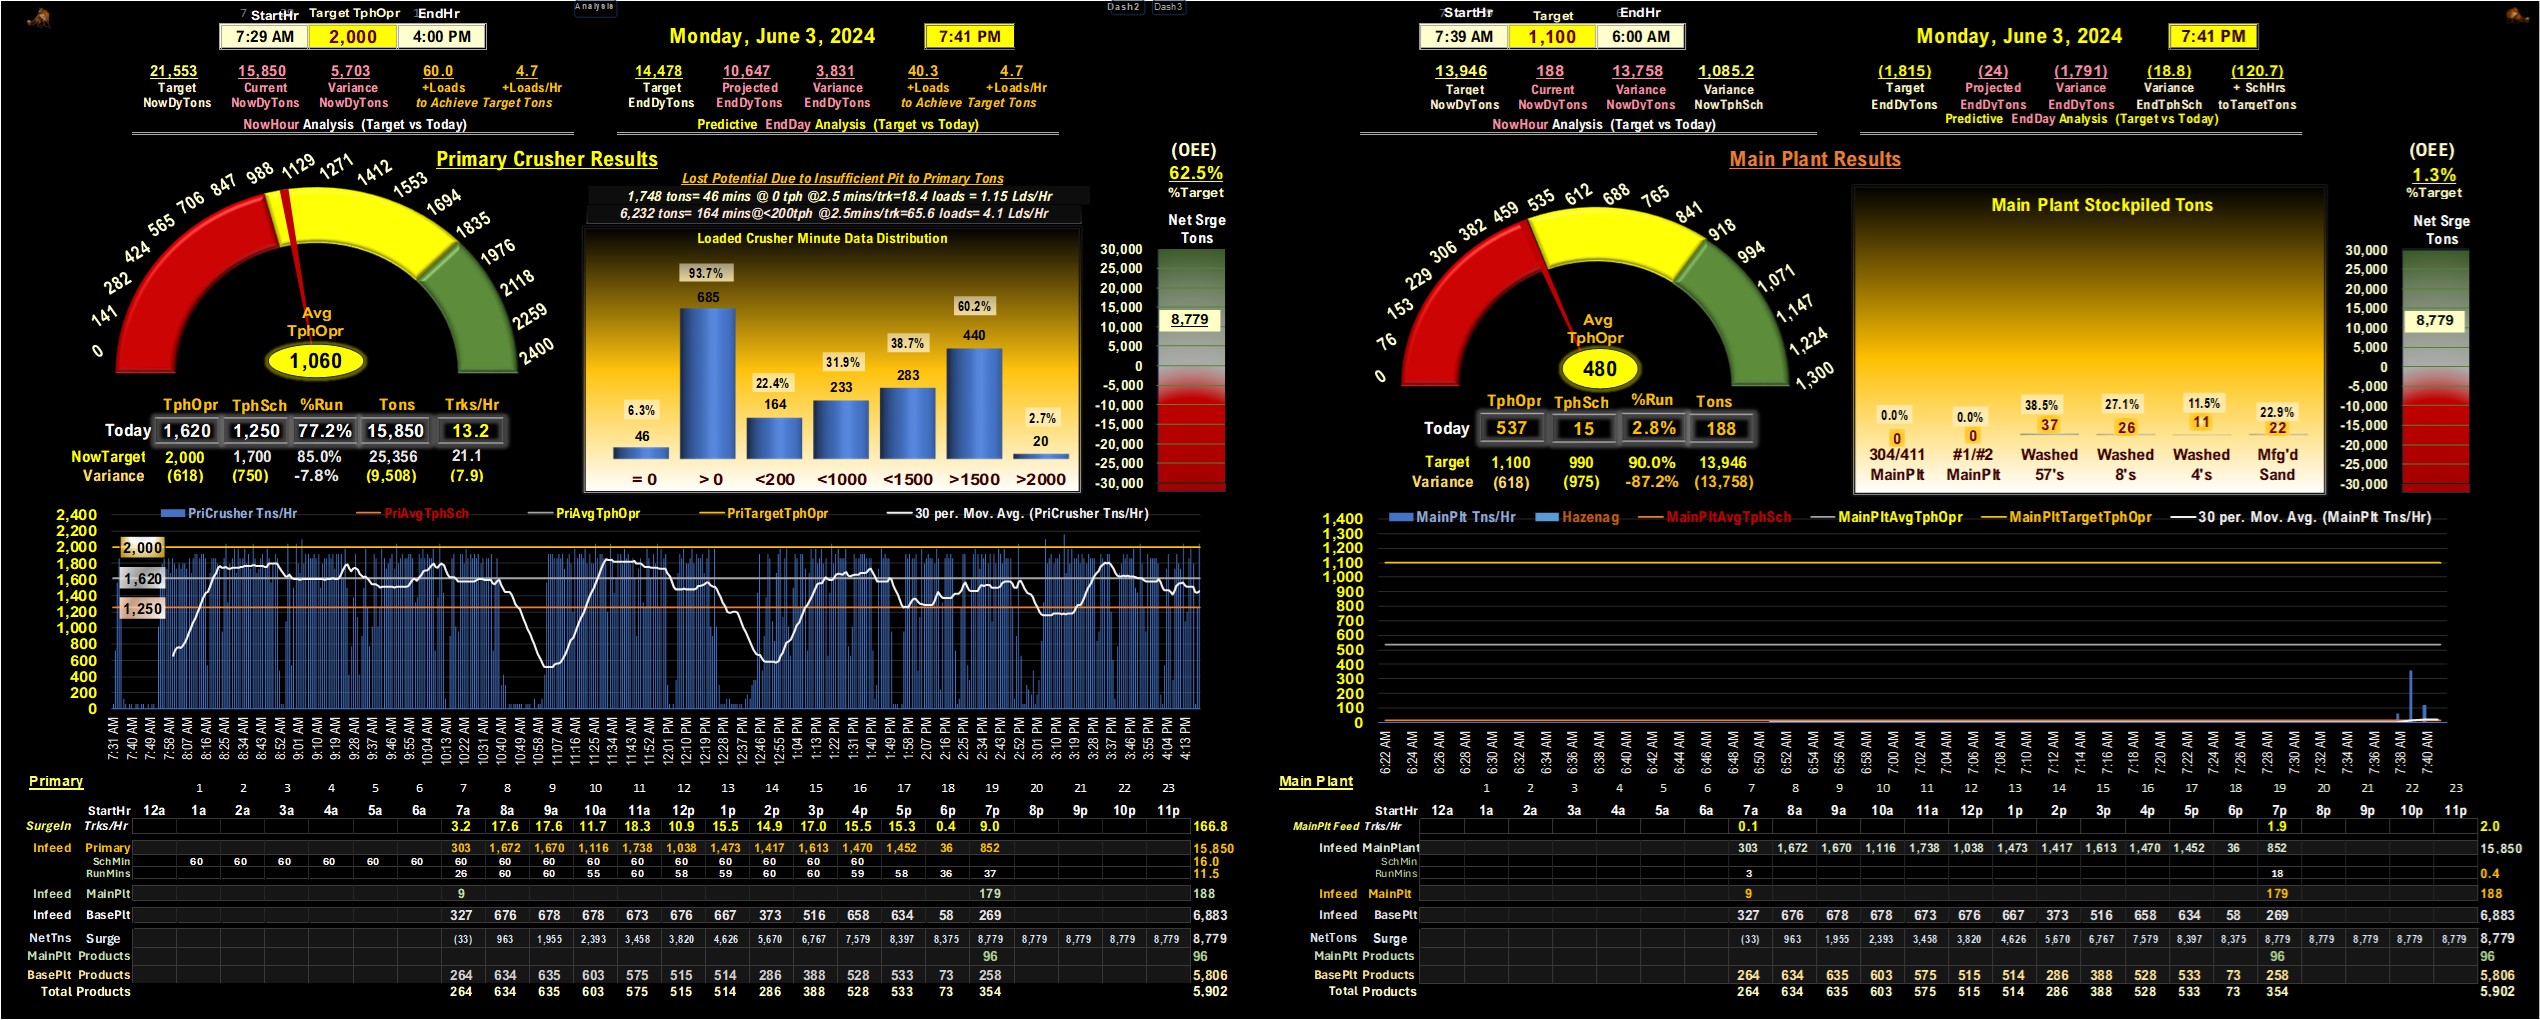 Analysis
Dash2 Dash3
StartHr Target TphOpr EndHr
7:29 AM 2,000 4:00 PM
Monday, June 3, 2024 7:41 PM
21,553 15,850 5,703 60.0 4.7
Target Current Variance +Loads +Loads/Hr
NowDyTons NowDyTons NowDyTons to Achieve Target Tons
NowHour Analysis (Target vs Today)
14,478 10,647 3,831 40.3 4.7
Target Projected Variance +Loads +Loads/Hr
EndDyTons EndDyTons EndDyTons to Achieve Target Tons
Predictive EndDay Analysis (Target vs Today)
Primary Crusher Results
Lost Potential Due to Insufficient Pit to Primary Tons
1,748 tons= 46 mins @ 0 tph @2.5 mins/trk=18.4 loads = 1.15 Lds/Hr
6,232 tons= 164 mins@<200tph @2.5mins/trk=65.6 loads= 4.1 Lds/Hr
(OEE)
62.5%
%Target
Net Srge
Tons
30,000
25,000
20,000
15,000
10,000
5,000
0
-5,000
-10,000
-15,000
-20,000
-25,000
-30,000
8,779
0 141 282 424 565 706 847 988 1129 1271 1412 1553 1694 1835 1976 2118 2259 2400
Avg
TphOpr
1,060
Loaded Crusher Minute Data Distribution
6.3% 93.7% 22.4% 31.9% 38.7% 60.2% 2.7%
46 685 164 233 283 440 20
= 0 > 0 <200 <1000 <1500 >1500 >2000
TphOpr TphSch %Run Tons Trks/Hr
Today 1,620 1,250 77.2% 15,850 13.2
NowTarget 2,000 1,700 85.0% 25,356 21.1
Variance (618) (750) -7.8% (9,508) (7.9)
PriCrusher Tns/Hr PriAvgTphSch PriAvgTphOpr PriTargetTphOpr 30 per. Mov. Avg. (PriCrusher Tns/Hr)
2,400
2,200
2,000
1,800
1,600
1,400
1,200
1,000
800
600
400
200
0
2,000
1,620
1,250
7:31 AM 7:40 AM 7:49 AM 7:58 AM 8:07 AM 8:16 AM 8:25 AM 8:34 AM 8:43 AM 8:52 AM 9:01 AM 9:10 AM 9:19 AM 9:28 AM 9:37 AM 9:46 AM 9:55 AM 10:04 AM 10:13 AM 10:22 AM 10:31 AM 10:40 AM 10:49 AM 10:58 AM 11:07 AM 11:16 AM 11:25 AM 11:34 AM 11:43 AM 11:52 AM 12:01 PM 12:10 PM 12:19 PM 12:28 PM 12:37 PM 12:46 PM 12:55 PM 1:04 PM 1:13 PM 1:22 PM 1:31 PM 1:40 PM 1:49 PM 1:58 PM 2:07 PM 2:16 PM 2:25 PM 2:34 PM 2:43 PM 2:52 PM 3:01 PM 3:10 PM 3:19 PM 3:28 PM 3:37 PM 3:46 PM 3:55 PM 4:04 PM 4:13 PM
Primary 1 2 3 4 5 6 7 8 9 10 11 12 13 14 15 16 17 18 19 20 21 22 23
StartHr 12a 1a 2a 3a 4a 5a 6a 7a 8a 9a 10a 11a 12p 1p 2p 3p 4p 5p 6p 7p 8p 9p 10p 11p
SurgeIn Trks/Hr 3.2 17.6 17.6 11.7 18.3 10.9 15.5 14.9 17.0 15.5 15.3 0.4 9.0 166.8
Infeed Primary 303 1,672 1,670 1,116 1,738 1,038 1,473 1,417 1,613 1,470 1,452 36 852 15,850
SchMin 60 60 60 60 60 60 60 60 60 60 60 60 60 60 60 60 16.0
RunMins 26 60 60 55 60 58 59 60 60 59 58 36 37 11.5
Infeed MainPlt 9 179 188
Infeed BasePlt 327 676 678 678 673 676 667 373 516 658 634 58 269 6,883
NetTns Surge (33) 963 1,955 2,393 3,458 3,820 4,626 5,670 6,767 7,579 8,397 8,375 8,779 8,779 8,779 8,779 8,779 8,779
MainPlt Products 96 96
BasePlt Products 264 634 635 603 575 515 514 286 388 528 533 73 258 5,806
Total Products 264 634 635 603 575 515 514 286 388 528 533 73 354 5,902
StartHr Target EndHr
7:39 AM 1,100 6:00 AM
Monday, June 3, 2024 7:41 PM
13,946 188 13,758 1,085.2
Target Current Variance Variance
NowDyTons NowDyTons NowDyTons NowTphSch
NowHour Analysis (Target vs Today)
(1,815) (24) (1,791) (18.8) (120.7)
Target Projected Variance Variance + SchHrs
EndDyTons EndDyTons EndDyTons EndTphSch toTargetTons
Predictive EndDay Analysis (Target vs Today)
Main Plant Results
(OEE)
1.3%
%Target
Net Srge
Tons
30,000
25,000
20,000
15,000
10,000
5,000
0
-5,000
-10,000
-15,000
-20,000
-25,000
-30,000
8,779
0 76 153 229 306 382 459 535 612 688 765 841 918 994 1,071 1,147 1,224 1,300
Avg
TphOpr
480
Main Plant Stockpiled Tons
0.0% 0.0% 38.5% 27.1% 11.5% 22.9%
0 0 37 26 11 22
304/411 #1/#2 Washed Washed Washed Mfg'd
MainPlt MainPlt 57's 8's 4's Sand
TphOpr TphSch %Run Tons
Today 537 15 2.8% 188
Target 1,100 990 90.0% 13,946
Variance (618) (975) -87.2% (13,758)
MainPlt Tns/Hr Hazenag MainPltAvgTphSch MainPltAvgTphOpr MainPltTargetTphOpr 30 per. Mov. Avg. (MainPlt Tns/Hr)
1,400
1,300
1,200
1,100
1,000
900
800
700
600
500
400
300
200
100
0
6:22 AM 6:24 AM 6:26 AM 6:28 AM 6:30 AM 6:32 AM 6:34 AM 6:36 AM 6:38 AM 6:40 AM 6:42 AM 6:44 AM 6:46 AM 6:48 AM 6:50 AM 6:52 AM 6:54 AM 6:56 AM 6:58 AM 7:00 AM 7:02 AM 7:04 AM 7:06 AM 7:08 AM 7:10 AM 7:12 AM 7:14 AM 7:16 AM 7:18 AM 7:20 AM 7:22 AM 7:24 AM 7:26 AM 7:28 AM 7:30 AM 7:32 AM 7:34 AM 7:36 AM 7:38 AM 7:40 AM
Main Plant 1 2 3 4 5 6 7 8 9 10 11 12 13 14 15 16 17 18 19 20 21 22 23
StartHr 12a 1a 2a 3a 4a 5a 6a 7a 8a 9a 10a 11a 12p 1p 2p 3p 4p 5p 6p 7p 8p 9p 10p 11p
MainPlt Feed Trks/Hr 0.1 1.9 2.0
Infeed MainPlant 303 1,672 1,670 1,116 1,738 1,038 1,473 1,417 1,613 1,470 1,452 36 852 15,850
SchMin
RunMins 3 18 0.4
Infeed MainPlt 9 179 188
Infeed BasePlt 327 676 678 678 673 676 667 373 516 658 634 58 269 6,883
NetTons Surge (33) 963 1,955 2,393 3,458 3,820 4,626 5,670 6,767 7,579 8,397 8,375 8,779 8,779 8,779 8,779 8,779 8,779
MainPlt Products 96 96
BasePlt Products 264 634 635 603 575 515 514 286 388 528 533 73 258 5,806
Total Products 264 634 635 603 575 515 514 286 388 528 533 73 354 5,902